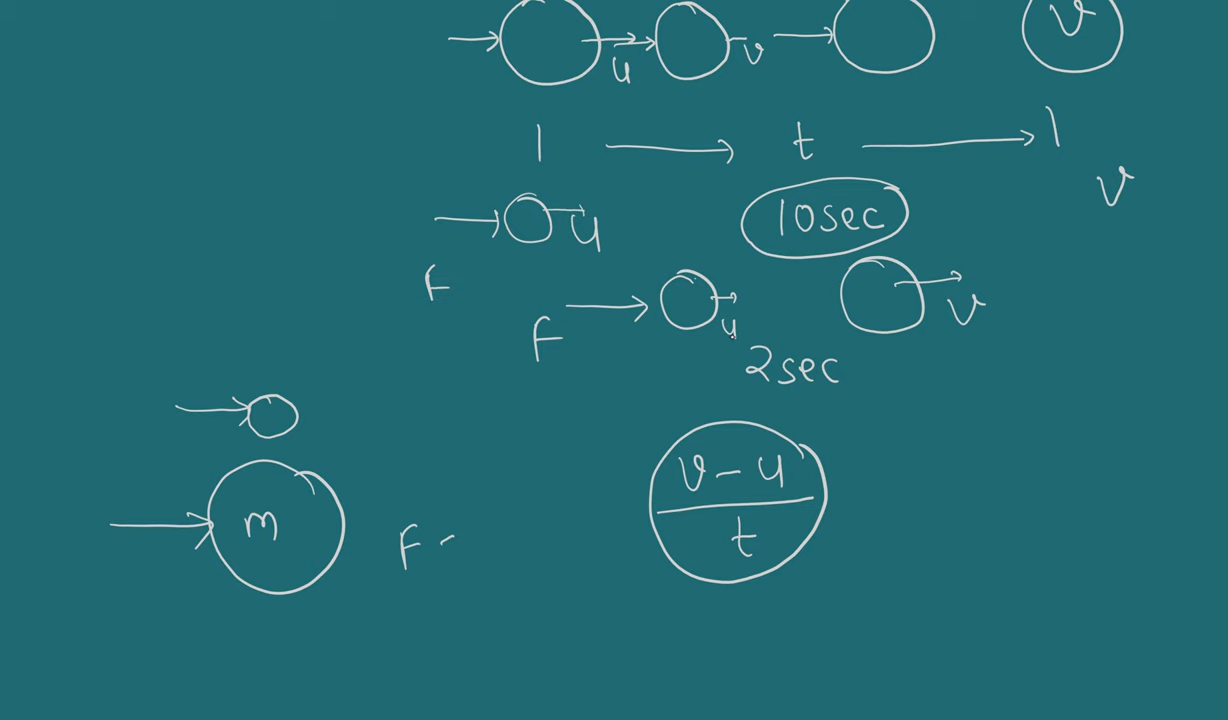 u v v
1 t 1
v
u 10sec
F
F u v
2sec
v - u
m F - t